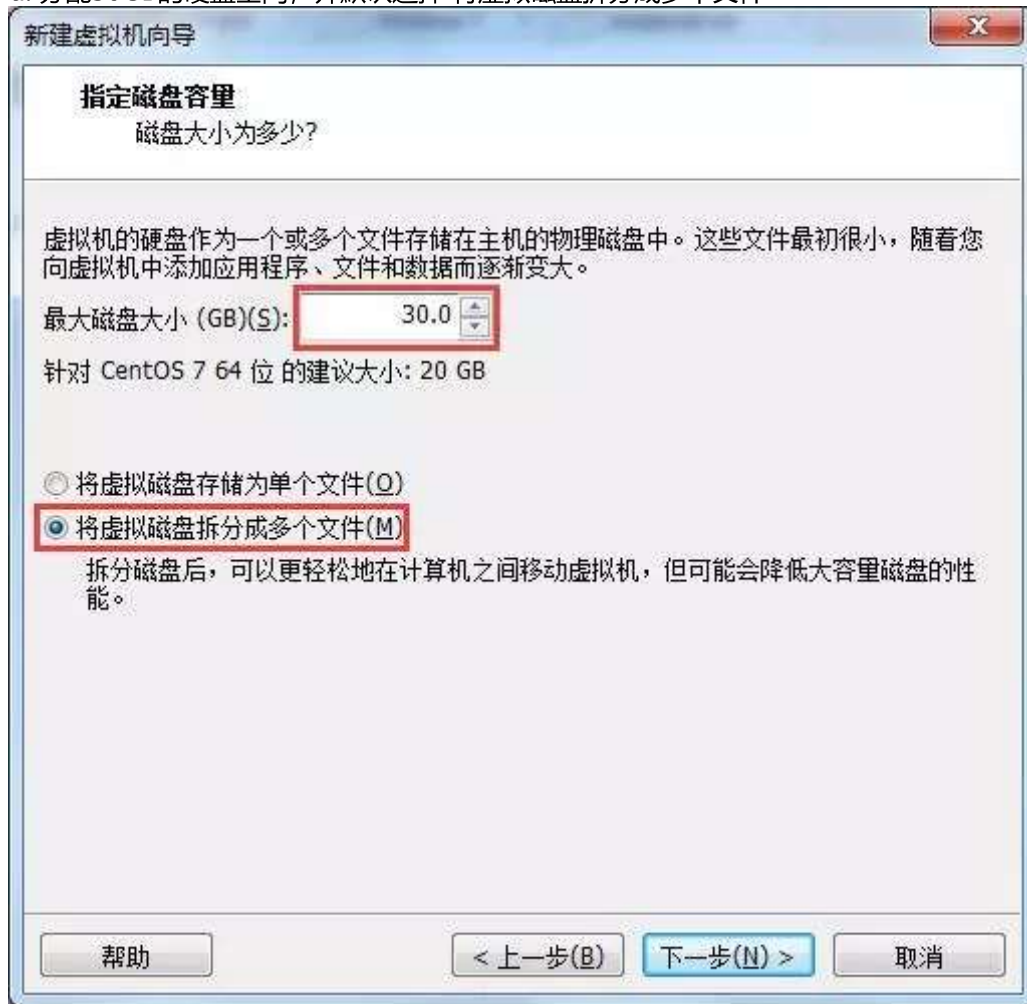 新建虚拟机向导
指定磁盘容量
磁盘大小为多少?
虚拟机的硬盘作为一个或多个文件存储在主机的物理磁盘中。这些文件最初很小，随着您
向虚拟机中添加应用程序、文件和数据而逐渐变大。
最大磁盘大小 (GB)(S): 30.0
针对 CentOS 7 64 位 的建议大小: 20 GB
将虚拟磁盘存储为单个文件(O)
将虚拟磁盘拆分成多个文件(M)
拆分磁盘后，可以更轻松地在计算机之间移动虚拟机，但可能会降低大容量磁盘的性
能。
帮助 < 上一步(B) 下一步(N) > 取消